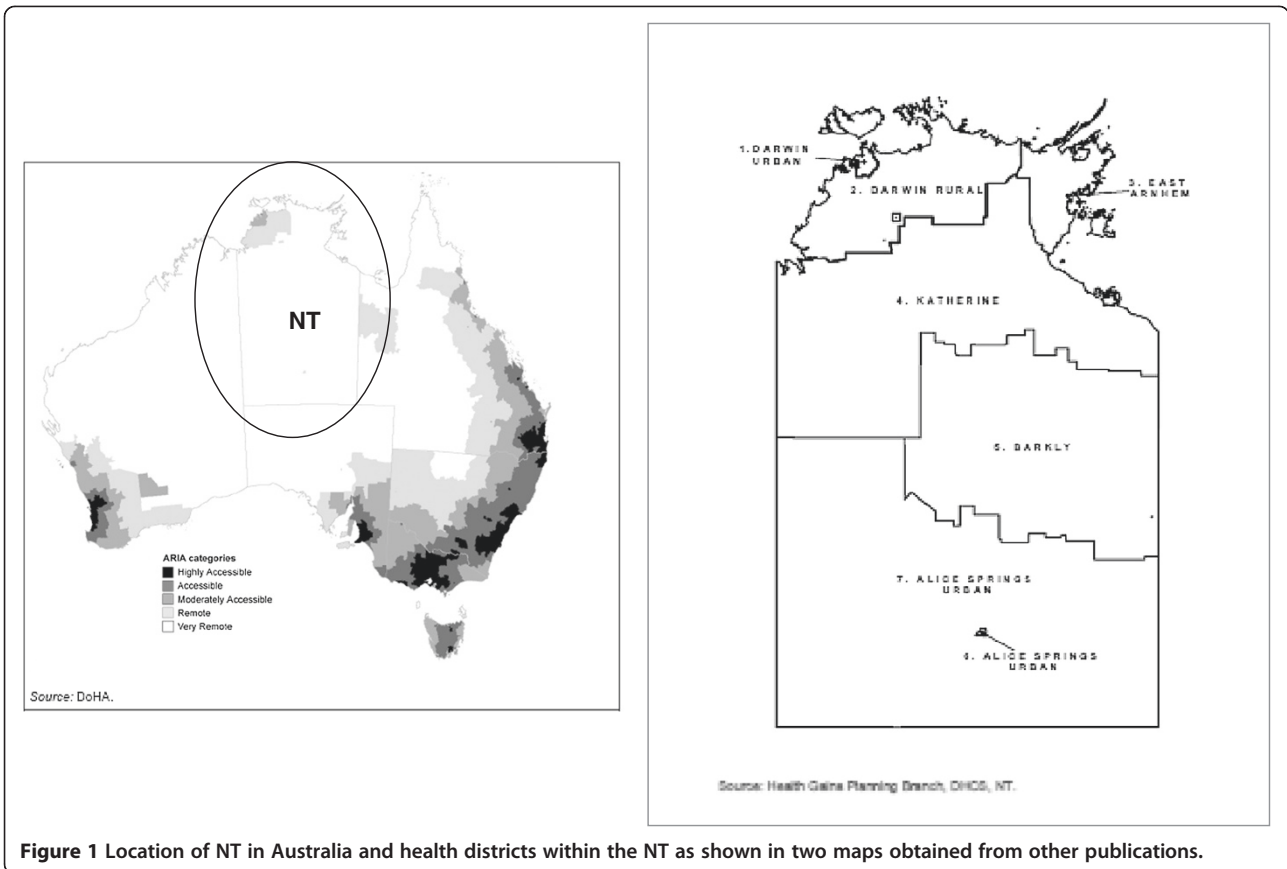 NT
ARIA categories
Highly Accessible
Accessible
Moderately Accessible
Remote
Very Remote
Source: DoHA.
1. DARWIN
URBAN
2. DARWIN RURAL
3. EAST
ARNHEM
4. KATHERINE
5. BARKLY
7. ALICE SPRINGS
URBAN
6. ALICE SPRINGS
URBAN
Source: Health Gains Planning Branch, DHCS, NT.
Figure 1 Location of NT in Australia and health districts within the NT as shown in two maps obtained from other publications.